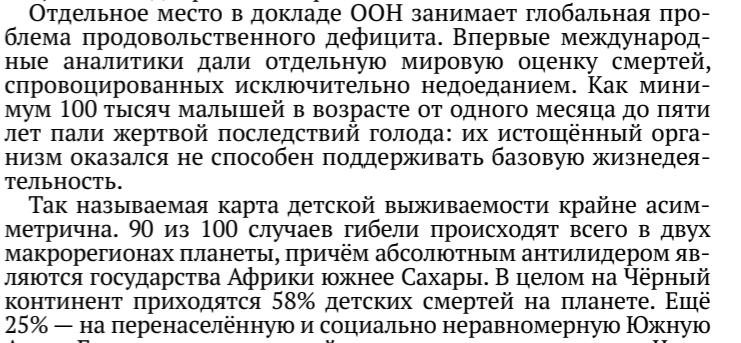 Отдельное место в докладе ООН занимает глобальная про-
блема продовольственного дефицита. Впервые международ-
ные аналитики дали отдельную мировую оценку смертей,
спровоцированных исключительно недоеданием. Как мини-
мум 100 тысяч малышей в возрасте от одного месяца до пяти
лет пали жертвой последствий голода: их истощённый орга-
низм оказался не способен поддерживать базовую жизнедея-
тельность.
Так называемая карта детской выживаемости крайне асим-
метрична. 90 из 100 случаев гибели происходят всего в двух
макрорегионах планеты, причём абсолютным антилидером яв-
ляются государства Африки южнее Сахары. В целом на Чёрный
континент приходятся 58% детских смертей на планете. Ещё
25% — на перенаселённую и социально неравномерную Южную